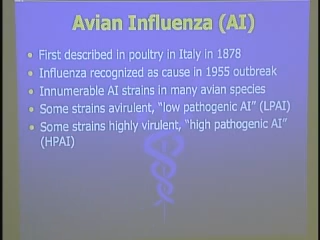 Avian Influenza (AI)
• First described in poultry in Italy in 1878
• Influenza recognized as cause in 1955 outbreak
• Innumerable AI strains in many avian species
• Some strains avirulent, “low pathogenic AI” (LPAI)
• Some strains highly virulent, “high pathogenic AI”
(HPAI)